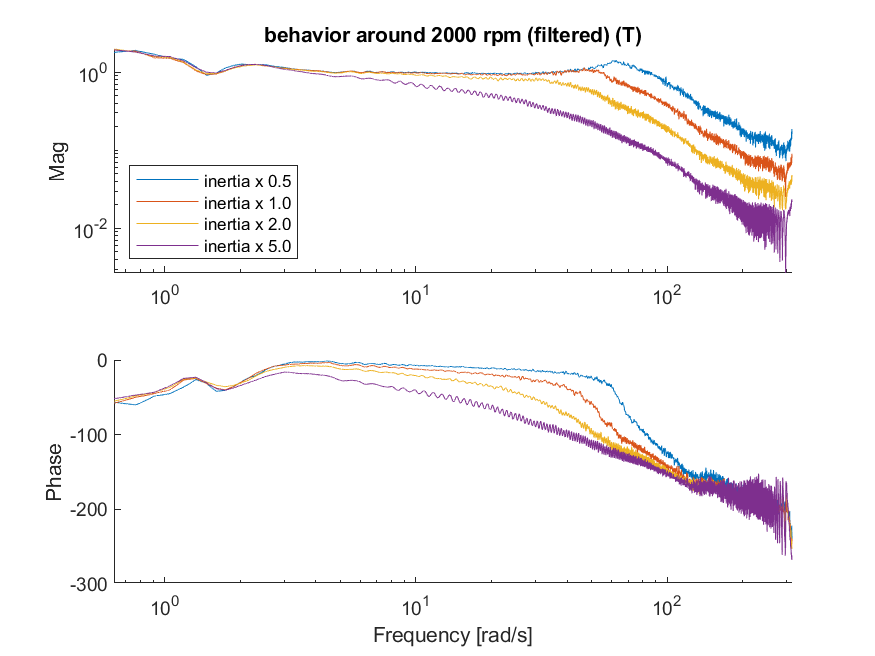 behavior around 2000 rpm (filtered) (T)
10^0
Mag
10^-2
inertia x 0.5
inertia x 1.0
inertia x 2.0
inertia x 5.0
10^0 10^1 10^2
0
-100
Phase
-200
-300
10^0 10^1 10^2
Frequency [rad/s]